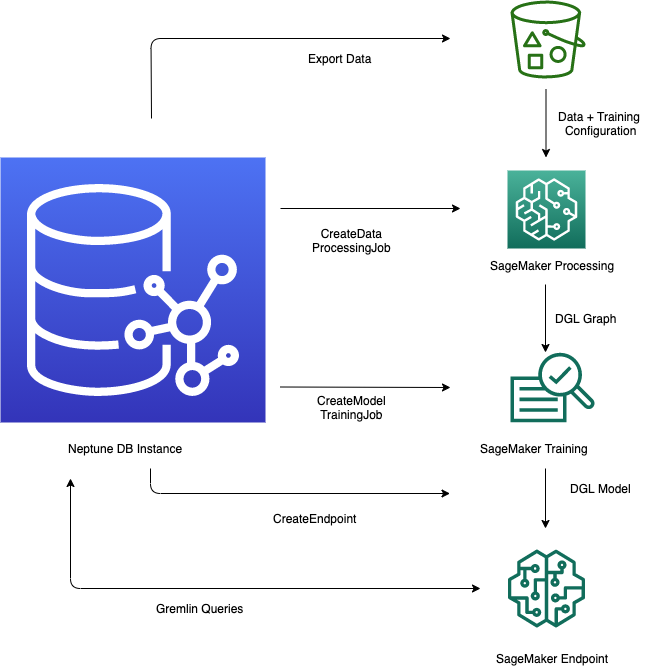 Export Data
Data + Training
Configuration
CreateData
ProcessingJob
SageMaker Processing
DGL Graph
CreateModel
TrainingJob
Neptune DB Instance
SageMaker Training
DGL Model
CreateEndpoint
Gremlin Queries
SageMaker Endpoint